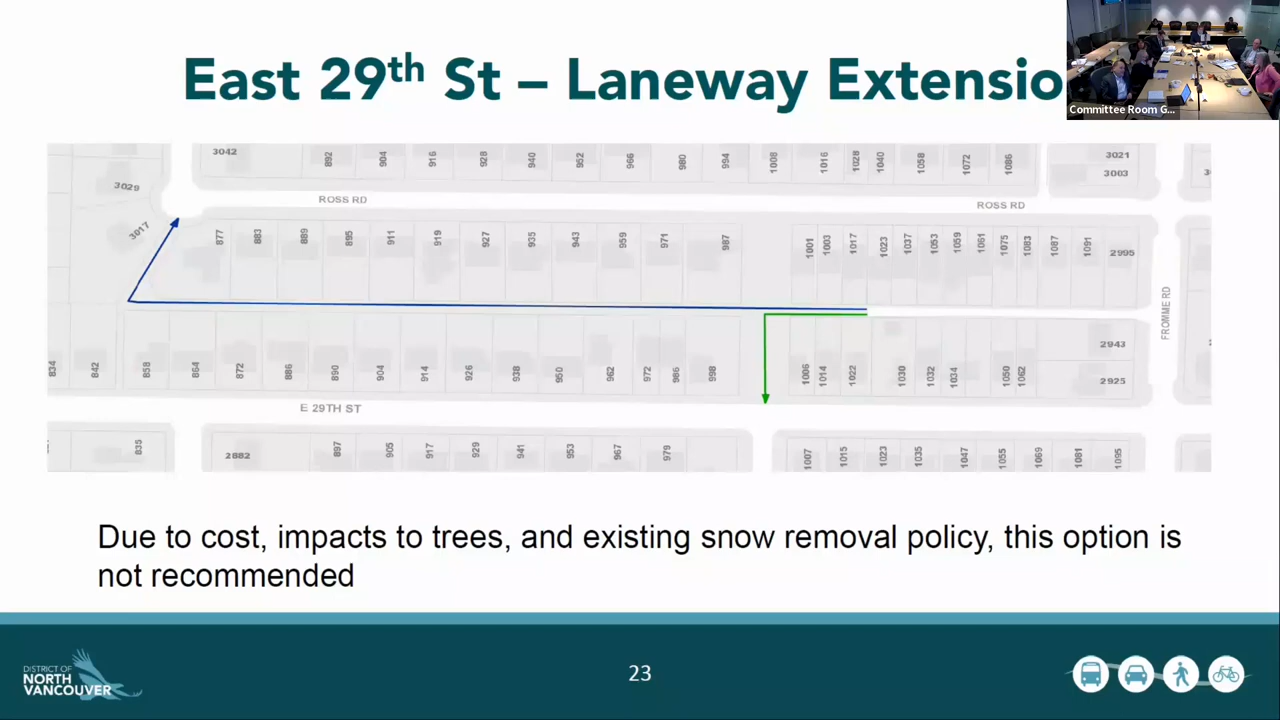 East 29th St – Laneway Extensio
Committee Room G...
3042 892 904 916 928 940 952 966 980 994 1008 1016 1028 1040 1058 1072 1086 3021
3003
3029
ROSS RD ROSS RD
3017 877 883 889 895 911 919 927 935 943 959 971 987 1001 1003 1017 1023 1037 1053 1059 1061 1075 1083 1087 1091 2995
FROMME RD
2943
834 842 858 864 872 886 890 904 914 926 938 950 962 972 986 998 1006 1014 1022 1030 1032 1034 1050 1062 2925
E 29TH ST
835 2882 897 905 917 929 941 953 967 979 1007 1015 1023 1035 1047 1055 1069 1081 1095
Due to cost, impacts to trees, and existing snow removal policy, this option is
not recommended
DISTRICT OF
NORTH
VANCOUVER
23